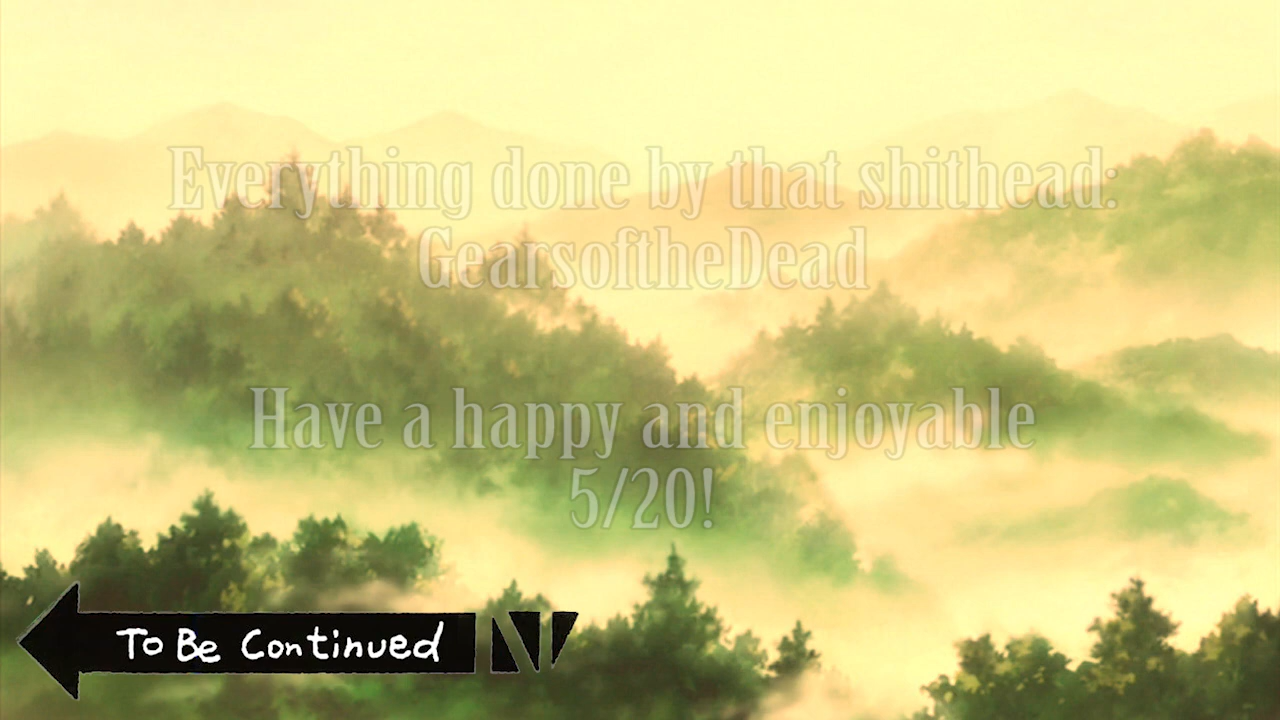 Everything done by that shithead:
GearsoftheDead
Have a happy and enjoyable
5/20!
To Be Continued